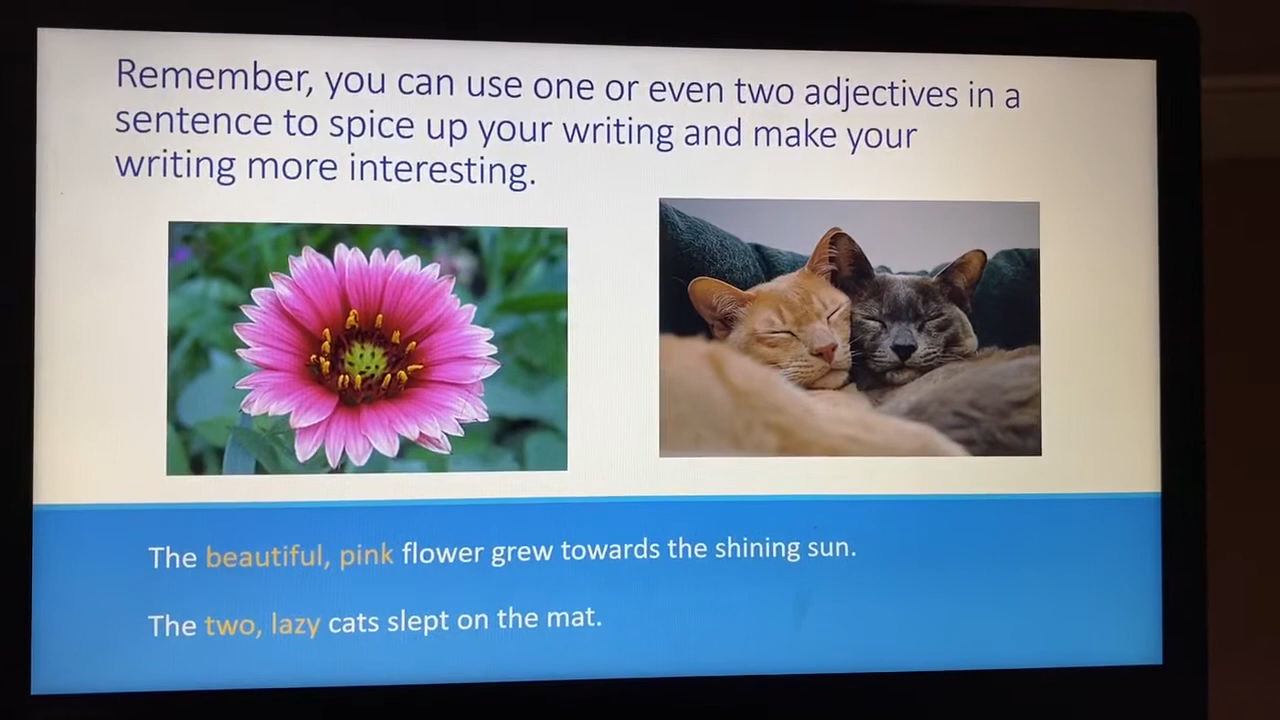 Remember, you can use one or even two adjectives in a
sentence to spice up your writing and make your
writing more interesting.
The beautiful, pink flower grew towards the shining sun.
The two, lazy cats slept on the mat.